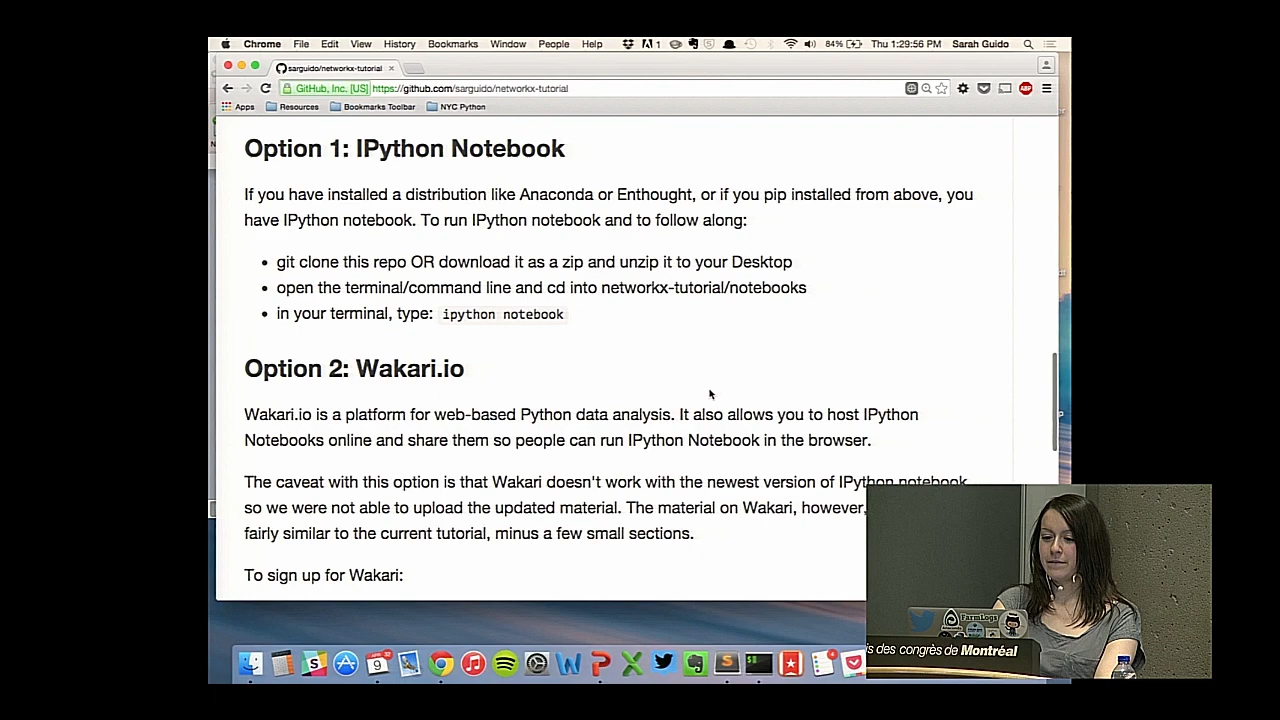 Chrome File Edit View History Bookmarks Window People Help 1 84% Thu 1:29:56 PM Sarah Guido
sarguido/networkx-tutorial
GitHub, Inc. [US] https://github.com/sarguido/networkx-tutorial
ABP
Apps Resources Bookmarks Toolbar NYC Python
Option 1: IPython Notebook
If you have installed a distribution like Anaconda or Enthought, or if you pip installed from above, you
have IPython notebook. To run IPython notebook and to follow along:
• git clone this repo OR download it as a zip and unzip it to your Desktop
• open the terminal/command line and cd into networkx-tutorial/notebooks
• in your terminal, type: ipython notebook
Option 2: Wakari.io
Wakari.io is a platform for web-based Python data analysis. It also allows you to host IPython
Notebooks online and share them so people can run IPython Notebook in the browser.
The caveat with this option is that Wakari doesn't work with the newest version of IPython notebook,
so we were not able to upload the updated material. The material on Wakari, however,
fairly similar to the current tutorial, minus a few small sections.
To sign up for Wakari:
FarmLogs
is des congrès de Montréal
9